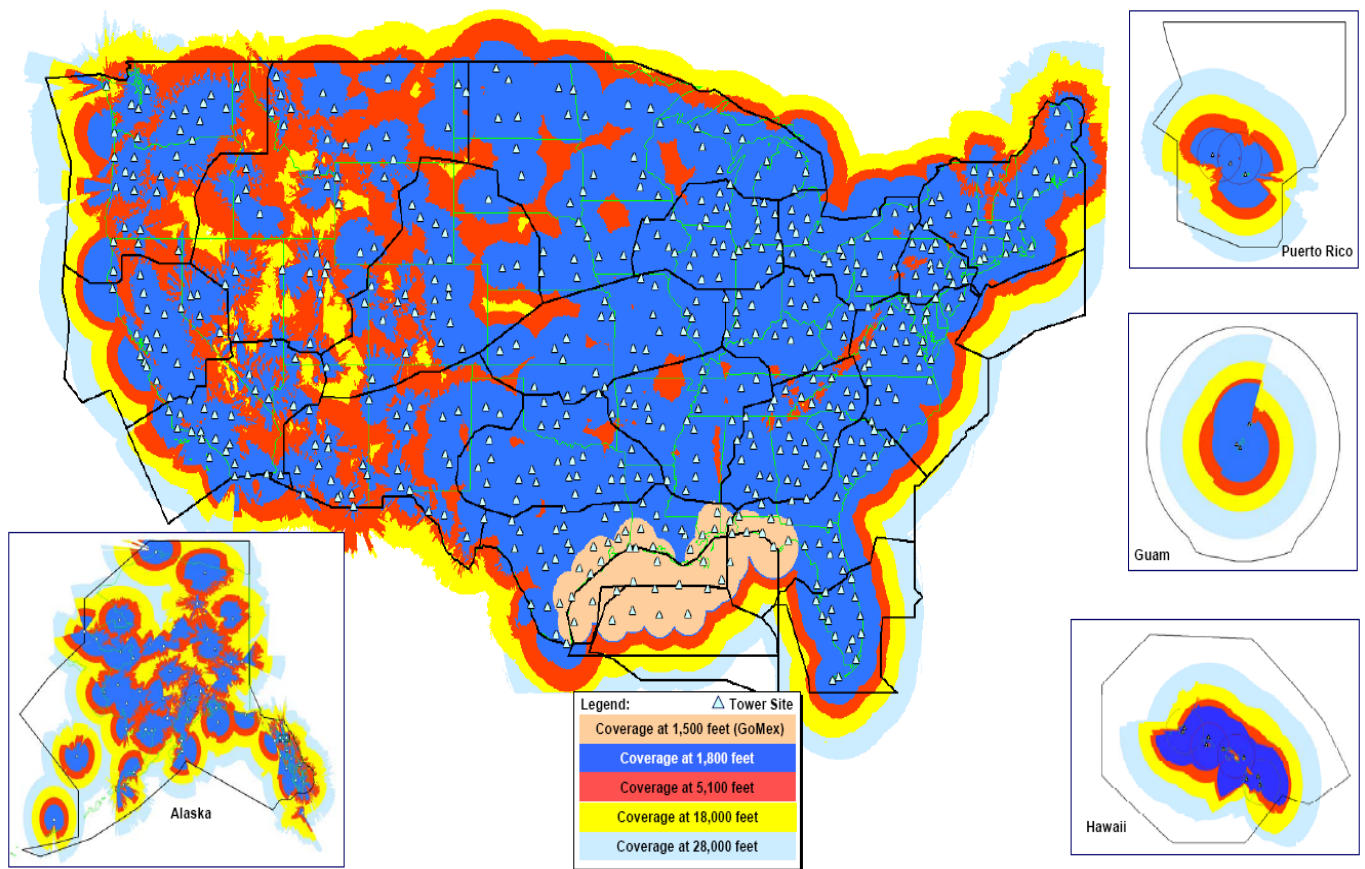 Puerto Rico
Guam
Legend: Tower Site
Coverage at 1,500 feet (GoMex)
Coverage at 1,800 feet
Coverage at 5,100 feet
Coverage at 18,000 feet
Coverage at 28,000 feet
Alaska
Hawaii